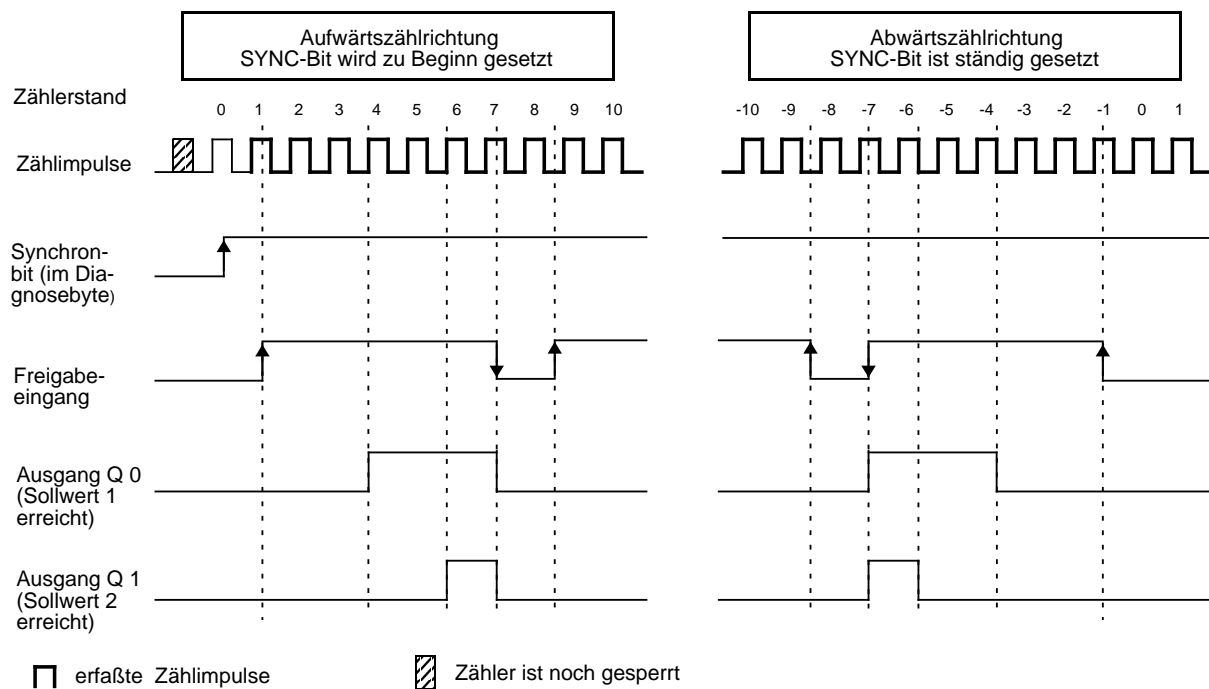 Aufwärtszählrichtung
SYNC-Bit wird zu Beginn gesetzt
Abwärtszählrichtung
SYNC-Bit ist ständig gesetzt
Zählerstand
0 1 2 3 4 5 6 7 8 9 10
-10 -9 -8 -7 -6 -5 -4 -3 -2 -1 0 1
Zählimpulse
Synchron-
bit (im Dia-
gnosebyte)
Freigabe-
eingang
Ausgang Q 0
(Sollwert 1
erreicht)
Ausgang Q 1
(Sollwert 2
erreicht)
erfaßte Zählimpulse
Zähler ist noch gesperrt